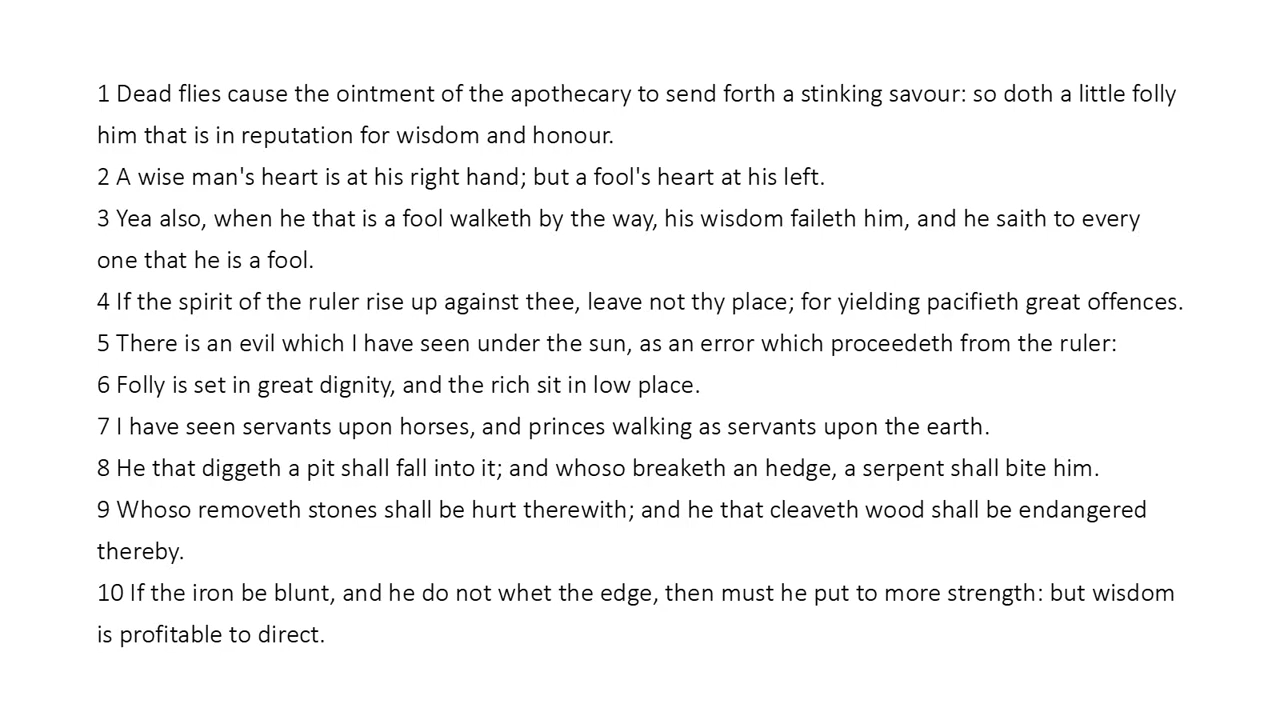 1 Dead flies cause the ointment of the apothecary to send forth a stinking savour: so doth a little folly
him that is in reputation for wisdom and honour.
2 A wise man's heart is at his right hand; but a fool's heart at his left.
3 Yea also, when he that is a fool walketh by the way, his wisdom faileth him, and he saith to every
one that he is a fool.
4 If the spirit of the ruler rise up against thee, leave not thy place; for yielding pacifieth great offences.
5 There is an evil which I have seen under the sun, as an error which proceedeth from the ruler:
6 Folly is set in great dignity, and the rich sit in low place.
7 I have seen servants upon horses, and princes walking as servants upon the earth.
8 He that diggeth a pit shall fall into it; and whoso breaketh an hedge, a serpent shall bite him.
9 Whoso removeth stones shall be hurt therewith; and he that cleaveth wood shall be endangered
thereby.
10 If the iron be blunt, and he do not whet the edge, then must he put to more strength: but wisdom
is profitable to direct.